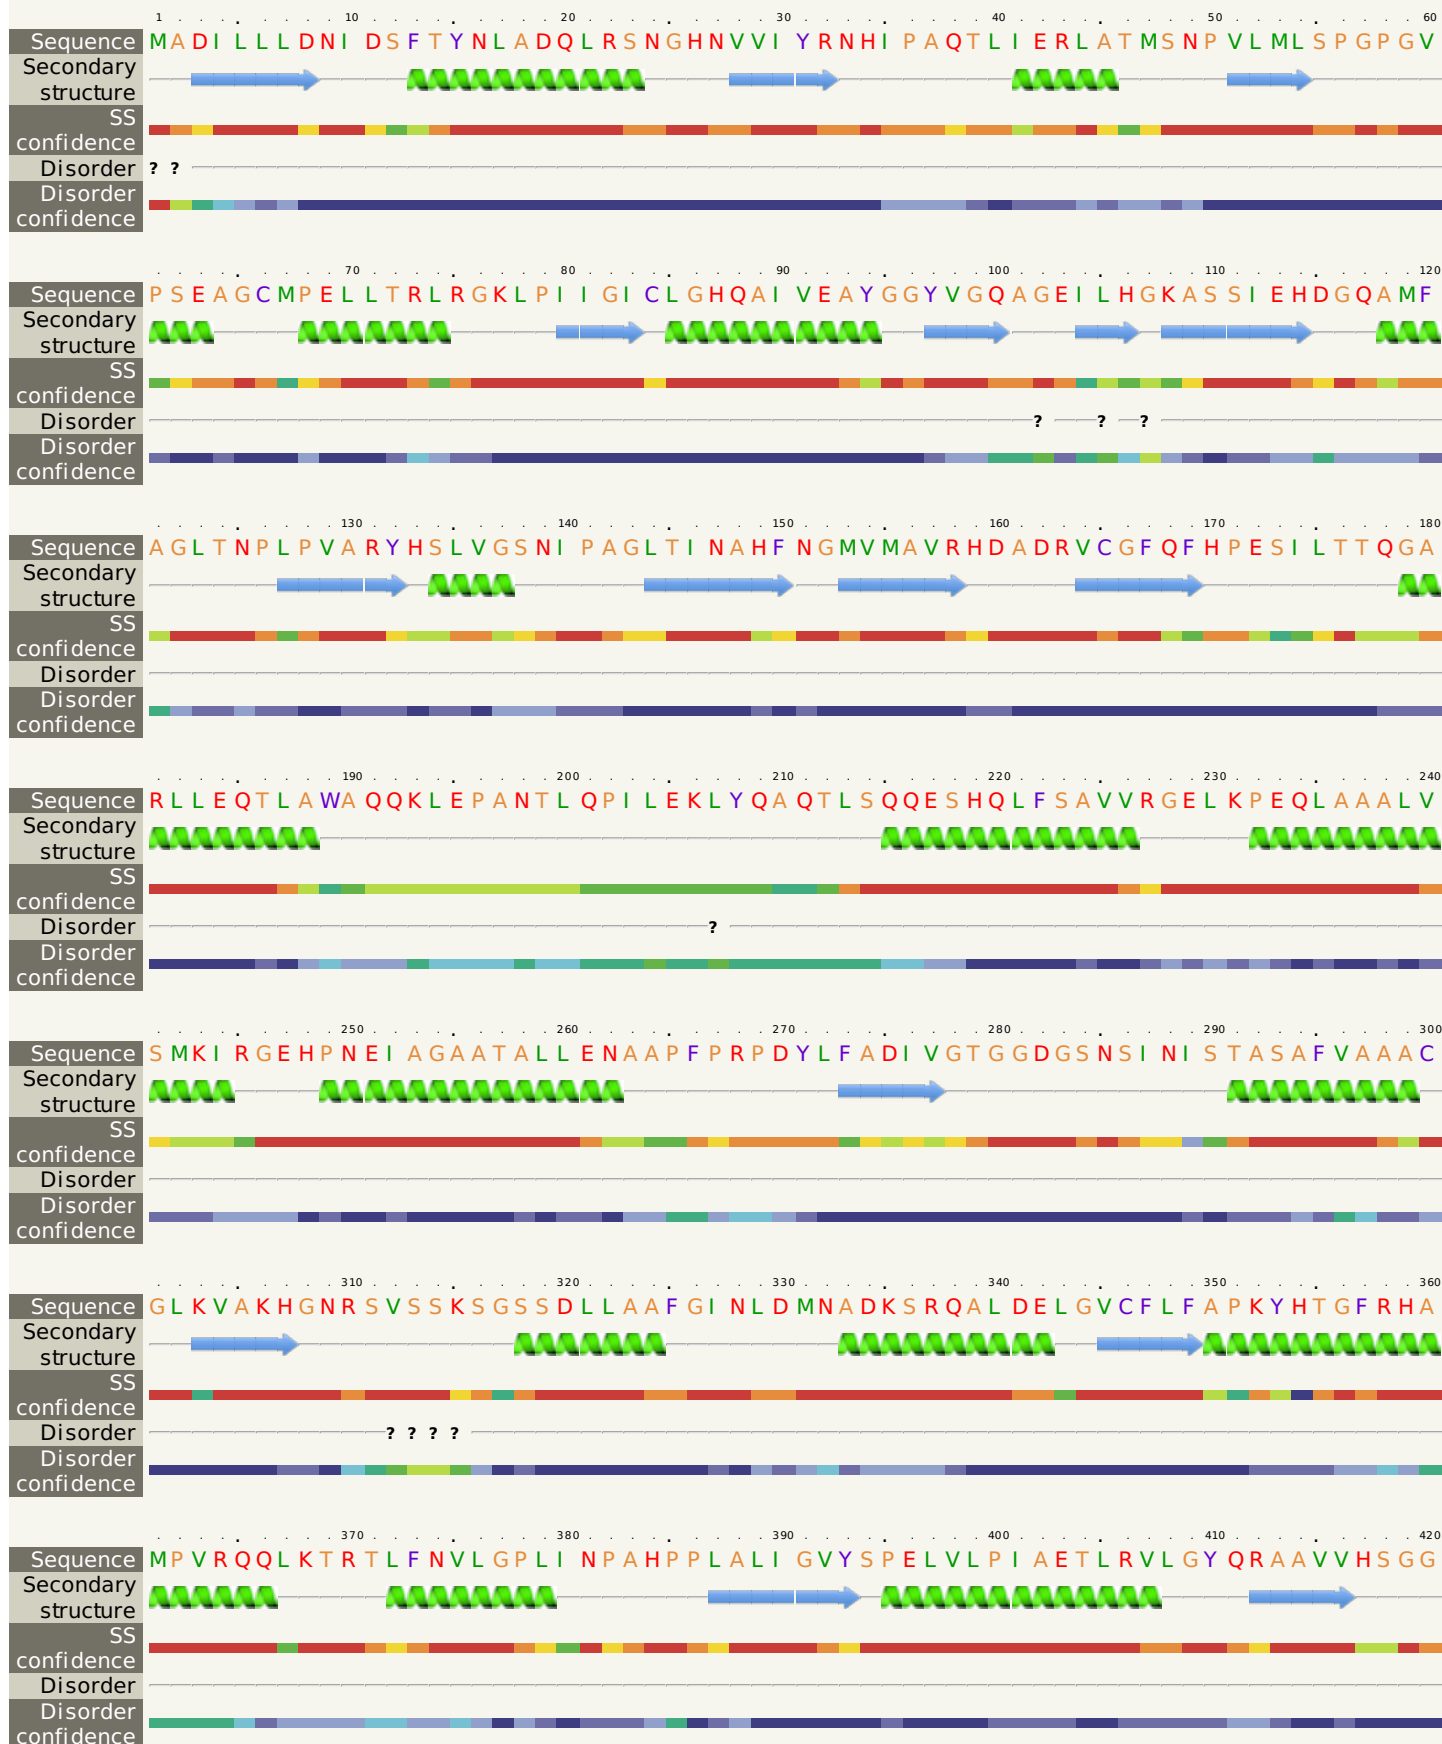 1 10 20 30 40 50 60
Sequence MADILLLDNIDSFTYNLADQLRSNGHNVVIYRNHIPAQTLIERLATMSNPVLMLSPGPGV
Secondary
structure
SS
confidence
Disorder ? ?
Disorder
confidence
70 80 90 100 110 120
Sequence PSEAGCMPELLTRLRGKLPIIGICLGHQAIVEAYGGYVGQAGEILHGKASSIEHDGQAMF
Secondary
structure
SS
confidence
Disorder ? ? ?
Disorder
confidence
130 140 150 160 170 180
Sequence AGLTNPLPVARYHSLVGSNIPAGLTINAHFNGMVMAVRHDADRVCGFQFHPESILTTQGA
Secondary
structure
SS
confidence
Disorder
Disorder
confidence
190 200 210 220 230 240
Sequence RLLEQTLAWAQQKLEPANTLQPILEKLYQAQTLSQQESHQLFSAVVRGELKPEQLAAALV
Secondary
structure
SS
confidence
Disorder ?
Disorder
confidence
250 260 270 280 290 300
Sequence SMKIRGEHPNEIAGAATALLENAAPFPRPDYLFADIVGTGGDGSNSINISTASAFVAAAC
Secondary
structure
SS
confidence
Disorder
Disorder
confidence
310 320 330 340 350 360
Sequence GLKVAKHGNRSVSSKSGSSDLLAAFGINLDMNADKSRQALDELGVCFLFAPKYHTGFRHA
Secondary
structure
SS
confidence
Disorder ? ? ? ?
Disorder
confidence
370 380 390 400 410 420
Sequence MPVRQQLKTRTLFNVLGPLINPAHPPLALIGVYSPELVLPIAETLRVLGYQRAAVVHSGG
Secondary
structure
SS
confidence
Disorder
Disorder
confidence